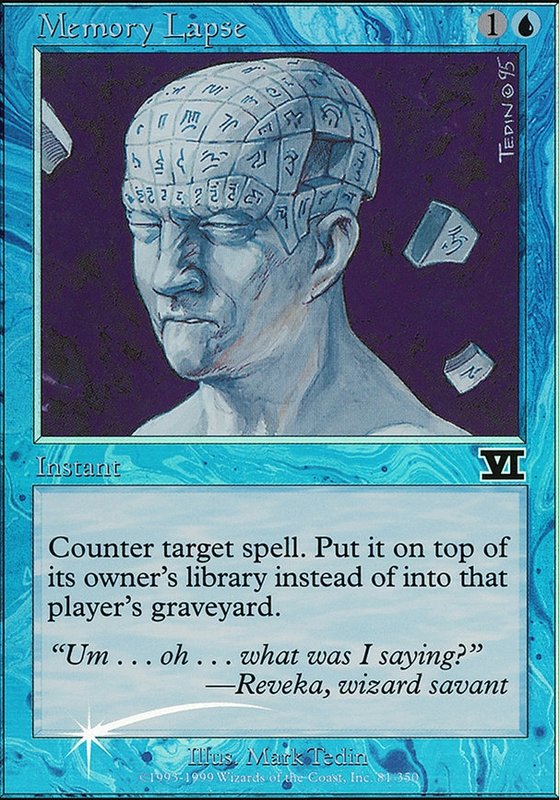 Memory Lapse 1
TEDIN © 95
Instant VI
Counter target spell. Put it on top of
its owner's library instead of into that
player's graveyard.
“Um . . . oh . . . what was I saying?”
—Reveka, wizard savant
Illus. Mark Tedin
©1993-1999 Wizards of the Coast, Inc. 81/350